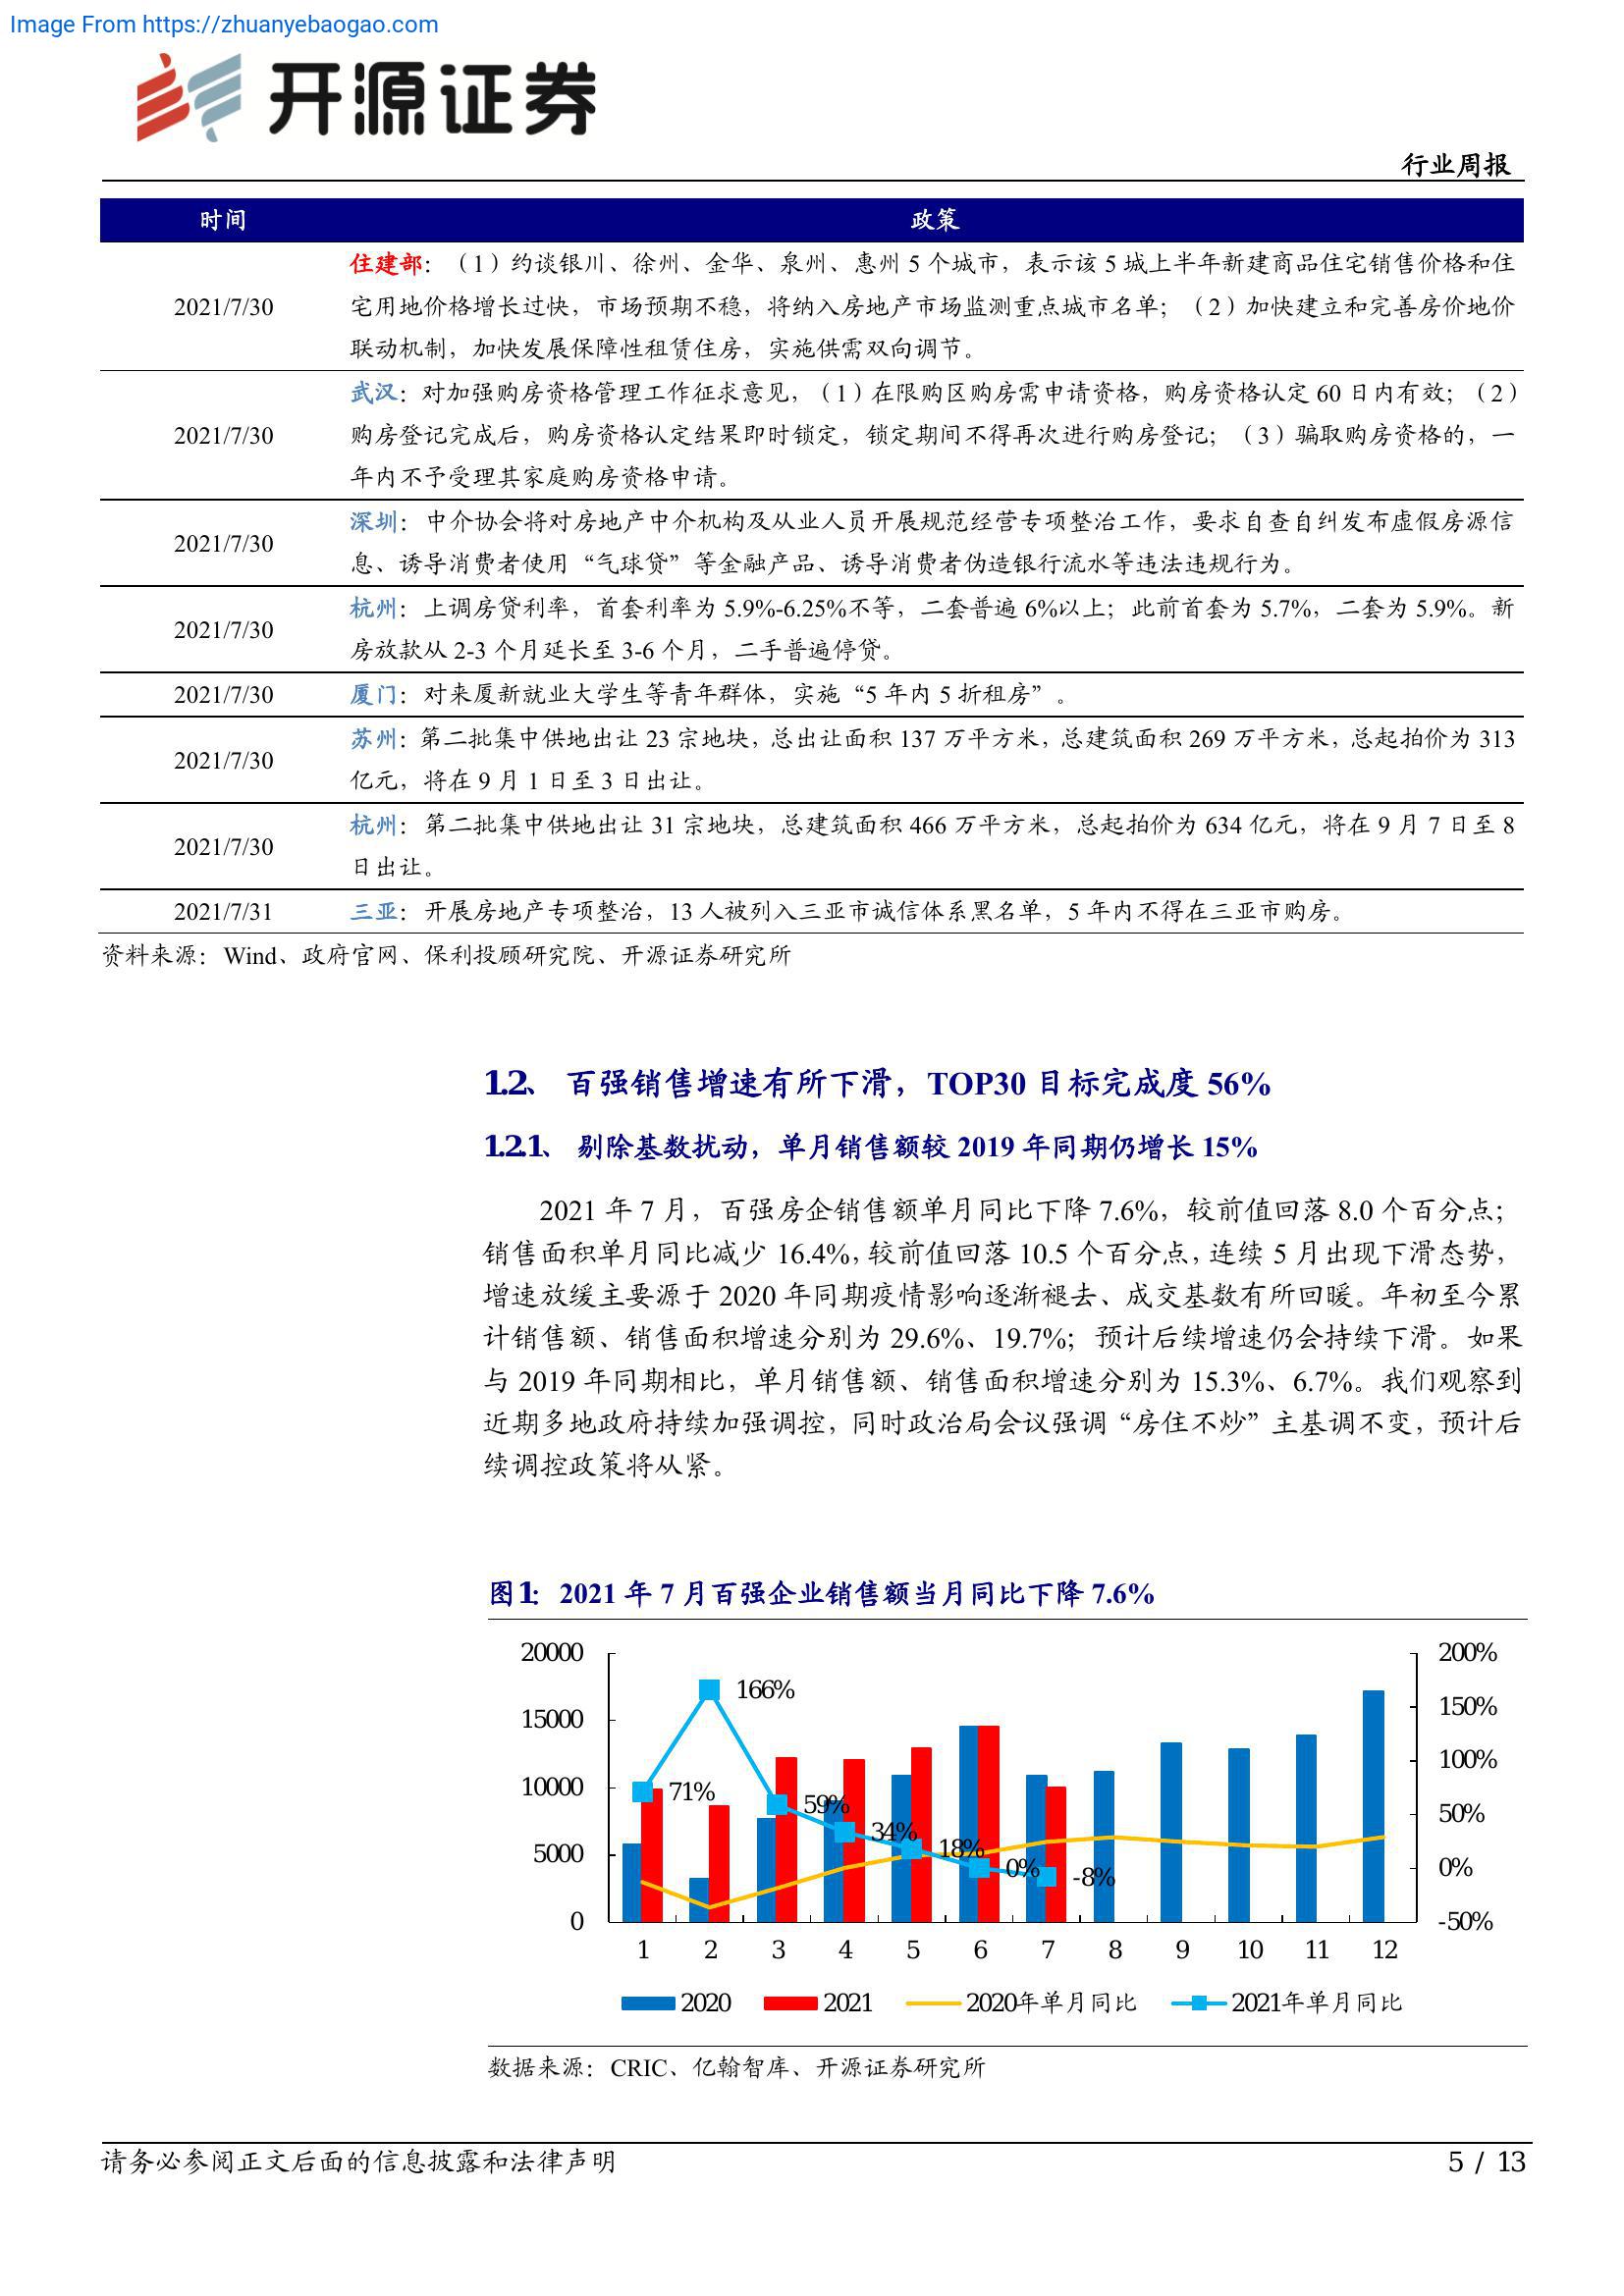 Image From https://zhuanyebaogao.com
开源证券
行业周报
时间 政策
2021/7/30
住建部：（1）约谈银川、徐州、金华、泉州、惠州 5 个城市，表示该 5 城上半年新建商品住宅销售价格和住
宅用地价格增长过快，市场预期不稳，将纳入房地产市场监测重点城市名单；（2）加快建立和完善房价地价
联动机制，加快发展保障性租赁住房，实施供需双向调节。
2021/7/30
武汉：对加强购房资格管理工作征求意见，（1）在限购区购房需申请资格，购房资格认定 60 日内有效；（2）
购房登记完成后，购房资格认定结果即时锁定，锁定期间不得再次进行购房登记；（3）骗取购房资格的，一
年内不予受理其家庭购房资格申请。
2021/7/30
深圳：中介协会将对房地产中介机构及从业人员开展规范经营专项整治工作，要求自查自纠发布虚假房源信
息、诱导消费者使用“气球贷”等金融产品、诱导消费者伪造银行流水等违法违规行为。
2021/7/30
杭州：上调房贷利率，首套利率为 5.9%-6.25%不等，二套普遍 6%以上；此前首套为 5.7%，二套为 5.9%。新
房放款从 2-3 个月延长至 3-6 个月，二手普遍停贷。
2021/7/30
厦门：对来厦新就业大学生等青年群体，实施“5 年内 5 折租房”。
2021/7/30
苏州：第二批集中供地出让 23 宗地块，总出让面积 137 万平方米，总建筑面积 269 万平方米，总起拍价为 313
亿元，将在 9 月 1 日至 3 日出让。
2021/7/30
杭州：第二批集中供地出让 31 宗地块，总建筑面积 466 万平方米，总起拍价为 634 亿元，将在 9 月 7 日至 8
日出让。
2021/7/31
三亚：开展房地产专项整治，13 人被列入三亚市诚信体系黑名单，5 年内不得在三亚市购房。
资料来源：Wind、政府官网、保利投顾研究院、开源证券研究所
1.2、 百强销售增速有所下滑，TOP30 目标完成度 56%
1.2.1、 剔除基数扰动，单月销售额较 2019 年同期仍增长 15%
2021 年 7 月，百强房企销售额单月同比下降 7.6%，较前值回落 8.0 个百分点；
销售面积单月同比减少 16.4%，较前值回落 10.5 个百分点，连续 5 月出现下滑态势，
增速放缓主要源于 2020 年同期疫情影响逐渐褪去、成交基数有所回暖。年初至今累
计销售额、销售面积增速分别为 29.6%、19.7%；预计后续增速仍会持续下滑。如果
与 2019 年同期相比，单月销售额、销售面积增速分别为 15.3%、6.7%。我们观察到
近期多地政府持续加强调控，同时政治局会议强调“房住不炒”主基调不变，预计后
续调控政策将从紧。
图1： 2021 年 7 月百强企业销售额当月同比下降 7.6%
20000
15000
10000
5000
0
200%
150%
100%
50%
0%
-50%
71%
166%
59%
34%
18%
0%
-8%
1 2 3 4 5 6 7 8 9 10 11 12
2020 2021 2020年单月同比 2021年单月同比
数据来源：CRIC、亿翰智库、开源证券研究所
请务必参阅正文后面的信息披露和法律声明
5 / 13